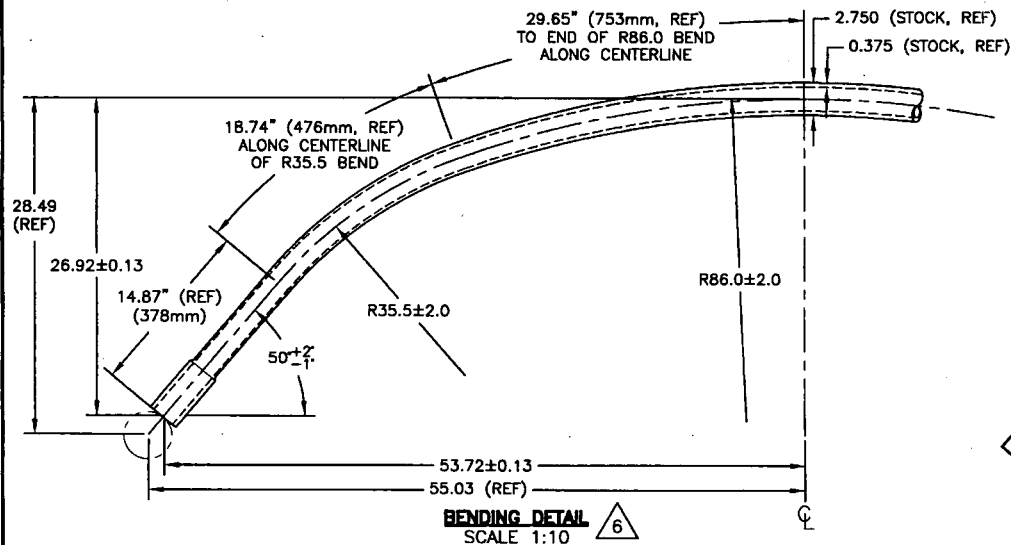 29.65" (753mm, REF)
TO END OF R86.0 BEND
ALONG CENTERLINE
2.750 (STOCK, REF)
0.375 (STOCK, REF)
18.74" (476mm, REF)
ALONG CENTERLINE
OF R35.5 BEND
28.49
(REF)
26.92±0.13
14.87" (REF)
(378mm)
R35.5±2.0
R86.0±2.0
50°+2°
-1°
53.72±0.13
55.03 (REF)
BENDING DETAIL
6
SCALE 1:10
CL